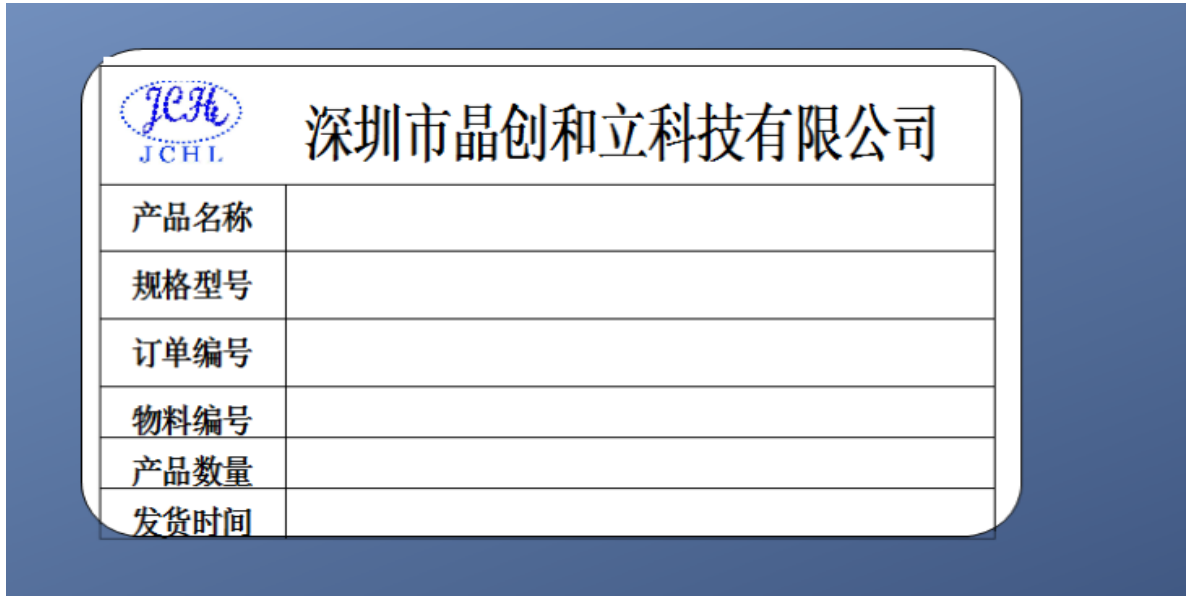 JCHL
JCHL
深圳市晶创和立科技有限公司
产品名称
规格型号
订单编号
物料编号
产品数量
发货时间